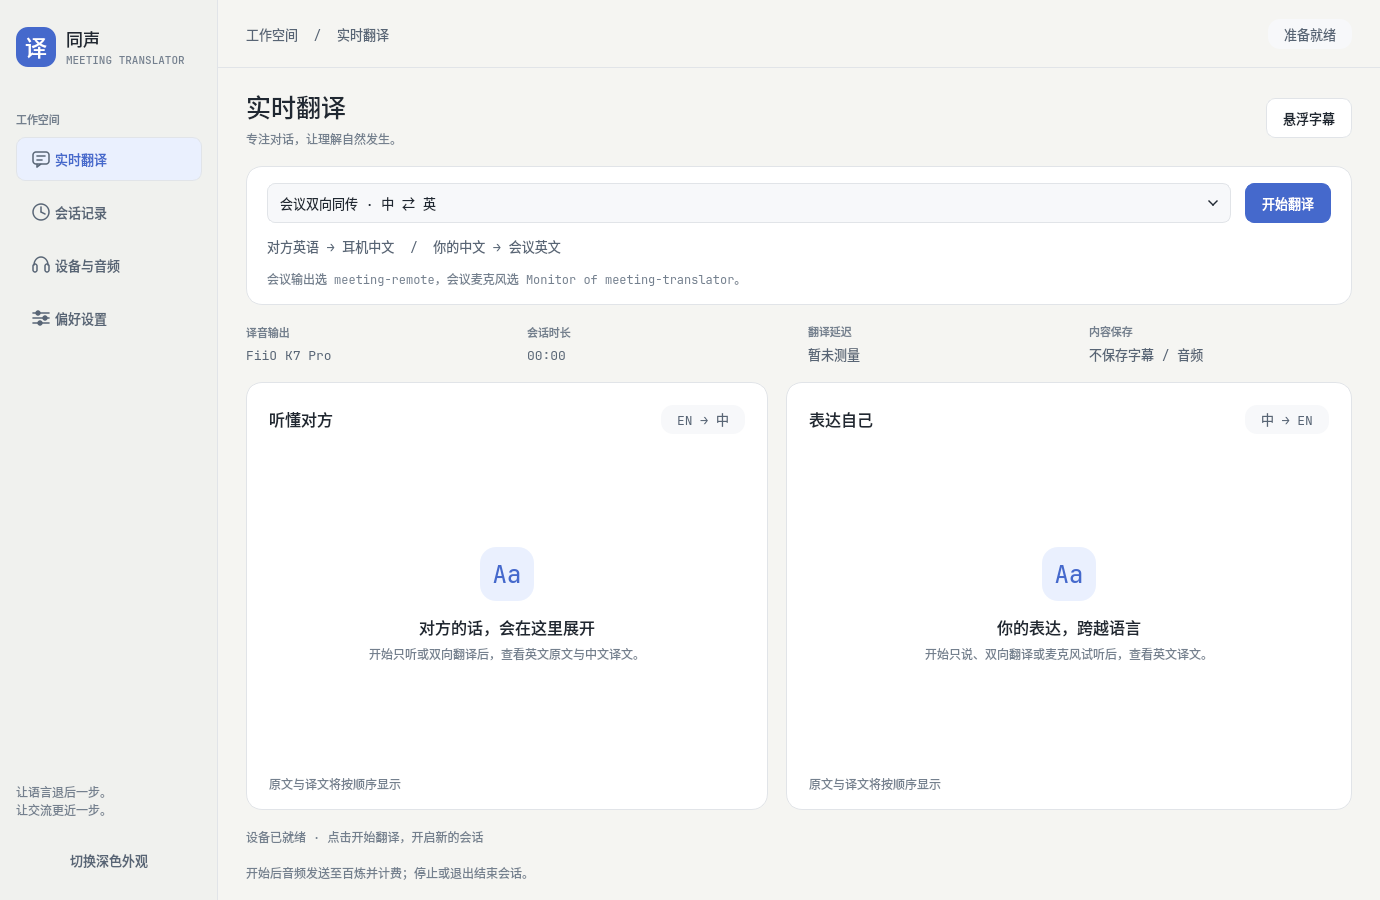 译
同声
MEETING TRANSLATOR
工作空间
实时翻译
会话记录
设备与音频
偏好设置
让语言退后一步。
让交流更近一步。
切换深色外观
工作空间 / 实时翻译
准备就绪
实时翻译
专注对话，让理解自然发生。
悬浮字幕
会议双向同传 · 中 ⇄ 英
开始翻译
对方英语 → 耳机中文 / 你的中文 → 会议英文
会议输出选 meeting-remote，会议麦克风选 Monitor of meeting-translator。
译音输出
FiiO K7 Pro
会话时长
00:00
翻译延迟
暂未测量
内容保存
不保存字幕 / 音频
听懂对方
EN → 中
Aa
对方的话，会在这里展开
开始只听或双向翻译后，查看英文原文与中文译文。
原文与译文将按顺序显示
表达自己
中 → EN
Aa
你的表达，跨越语言
开始只说、双向翻译或麦克风试听后，查看英文译文。
原文与译文将按顺序显示
设备已就绪 · 点击开始翻译，开启新的会话
开始后音频发送至百炼并计费；停止或退出结束会话。